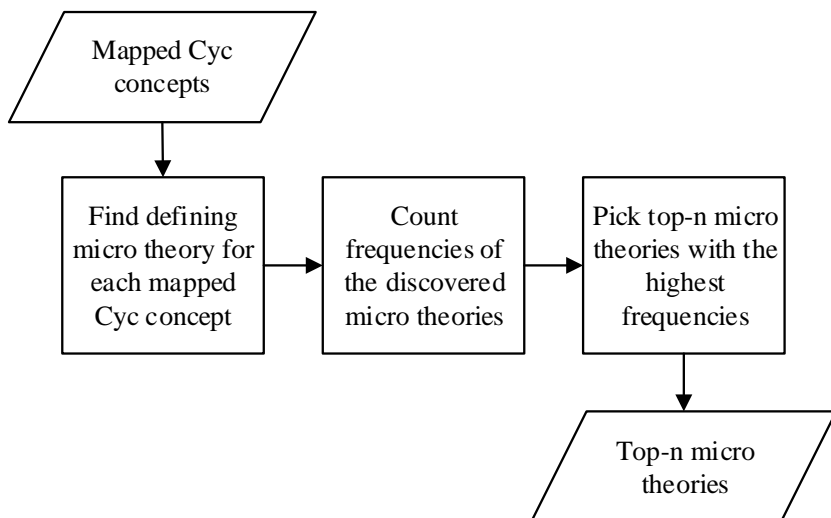 Mapped Cyc
concepts
Find defining
micro theory for
each mapped
Cyc concept
Count
frequencies of
the discovered
micro theories
Pick top-n micro
theories with the
highest
frequencies
Top-n micro
theories